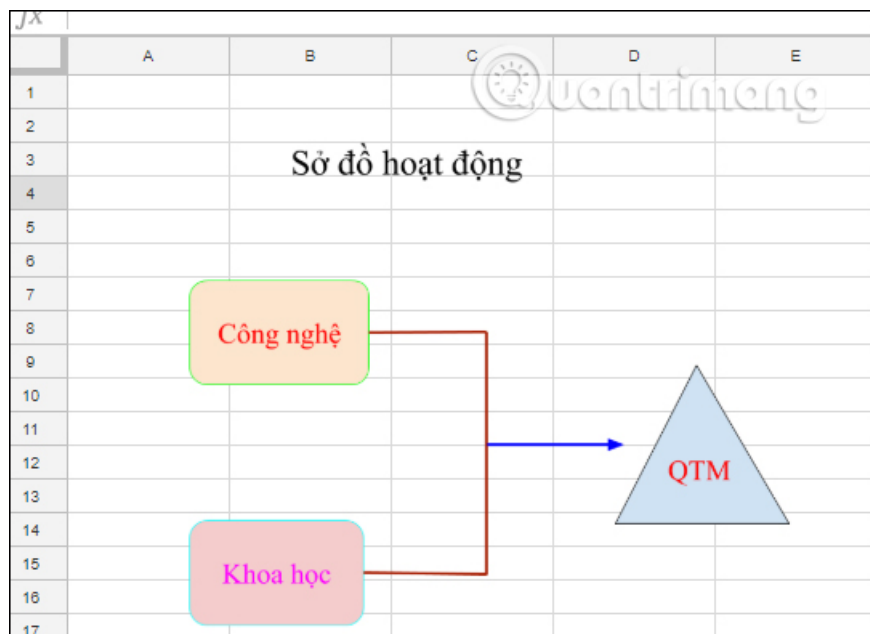 fx
A B C D E
Quantrimang
1
2
3
Sở đồ hoạt động
4
5
6
7
8
Công nghệ
9
10
11
12
QTM
13
14
15
Khoa học
16
17